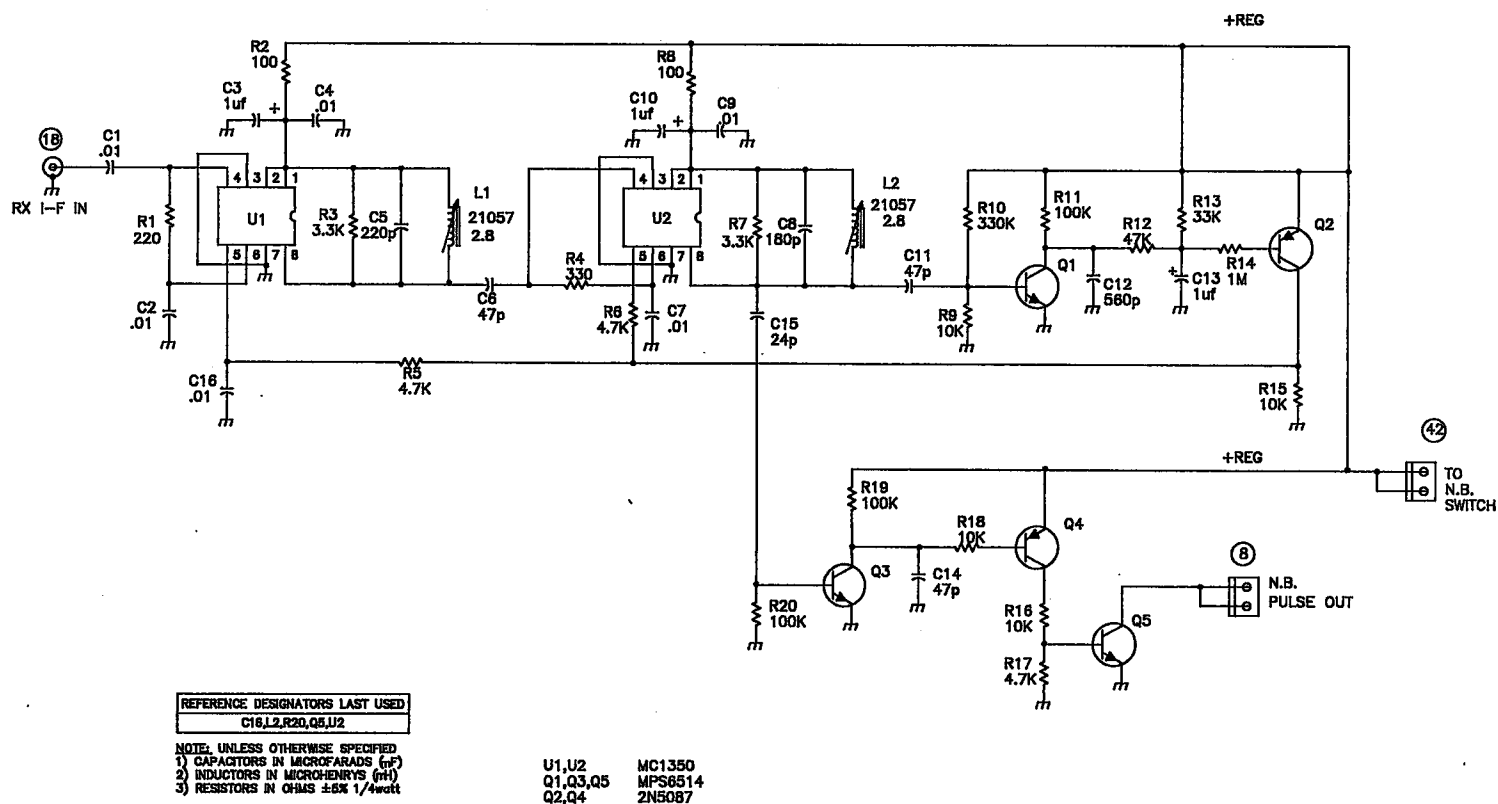 +REG
R2
100
R8
100
C3
1uf
+
C4
.01
C10
1uf
+
C9
.01
18
C1
.01
RX I-F IN
4 3 2 1
U1
5 6 7 8
R1
220
R3
3.3K
C5
220p
L1
21057
2.8
4 3 2 1
U2
5 6 7 8
R7
3.3K
C8
180p
L2
21057
2.8
R10
330K
R11
100K
R12
47K
R13
33K
Q2
R14
1M
Q1
C11
47p
C12
560p
+
C13
1uf
R4
330
C2
.01
C6
47p
R6
4.7K
C7
.01
C15
24p
R9
10K
C16
.01
R5
4.7K
R15
10K
42
+REG
TO
N.B.
SWITCH
R19
100K
R18
10K
Q4
Q3
C14
47p
8
N.B.
PULSE OUT
R20
100K
R16
10K
Q5
R17
4.7K
REFERENCE DESIGNATORS LAST USED
C16,L2,R20,Q5,U2
NOTE: UNLESS OTHERWISE SPECIFIED
1) CAPACITORS IN MICROFARADS (mF)
2) INDUCTORS IN MICROHENRYS (mH)
3) RESISTORS IN OHMS ±5% 1/4watt
U1,U2 MC1350
Q1,Q3,Q5 MPS6514
Q2,Q4 2N5087